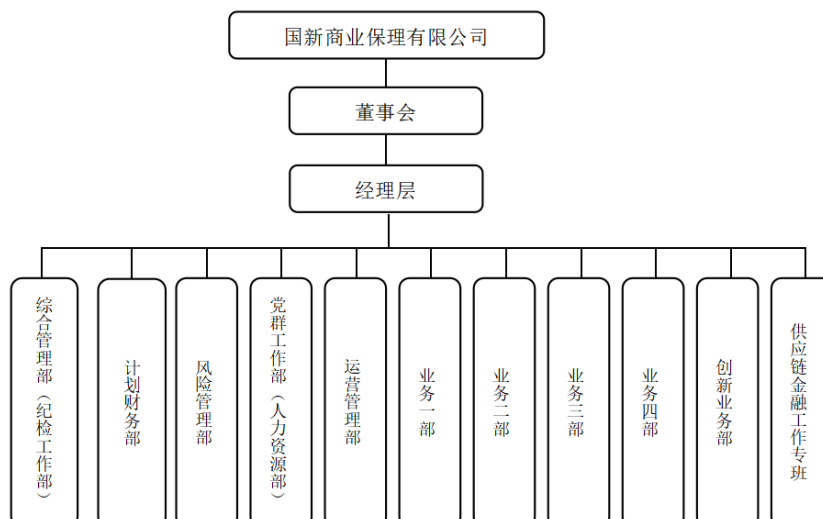 国新商业保理有限公司
董事会
经理层
综合管理部（纪检工作部）
计划财务部
风险管理部
党群工作部（人力资源部）
运营管理部
业务一部
业务二部
业务三部
业务四部
创新业务部
供应链金融工作专班